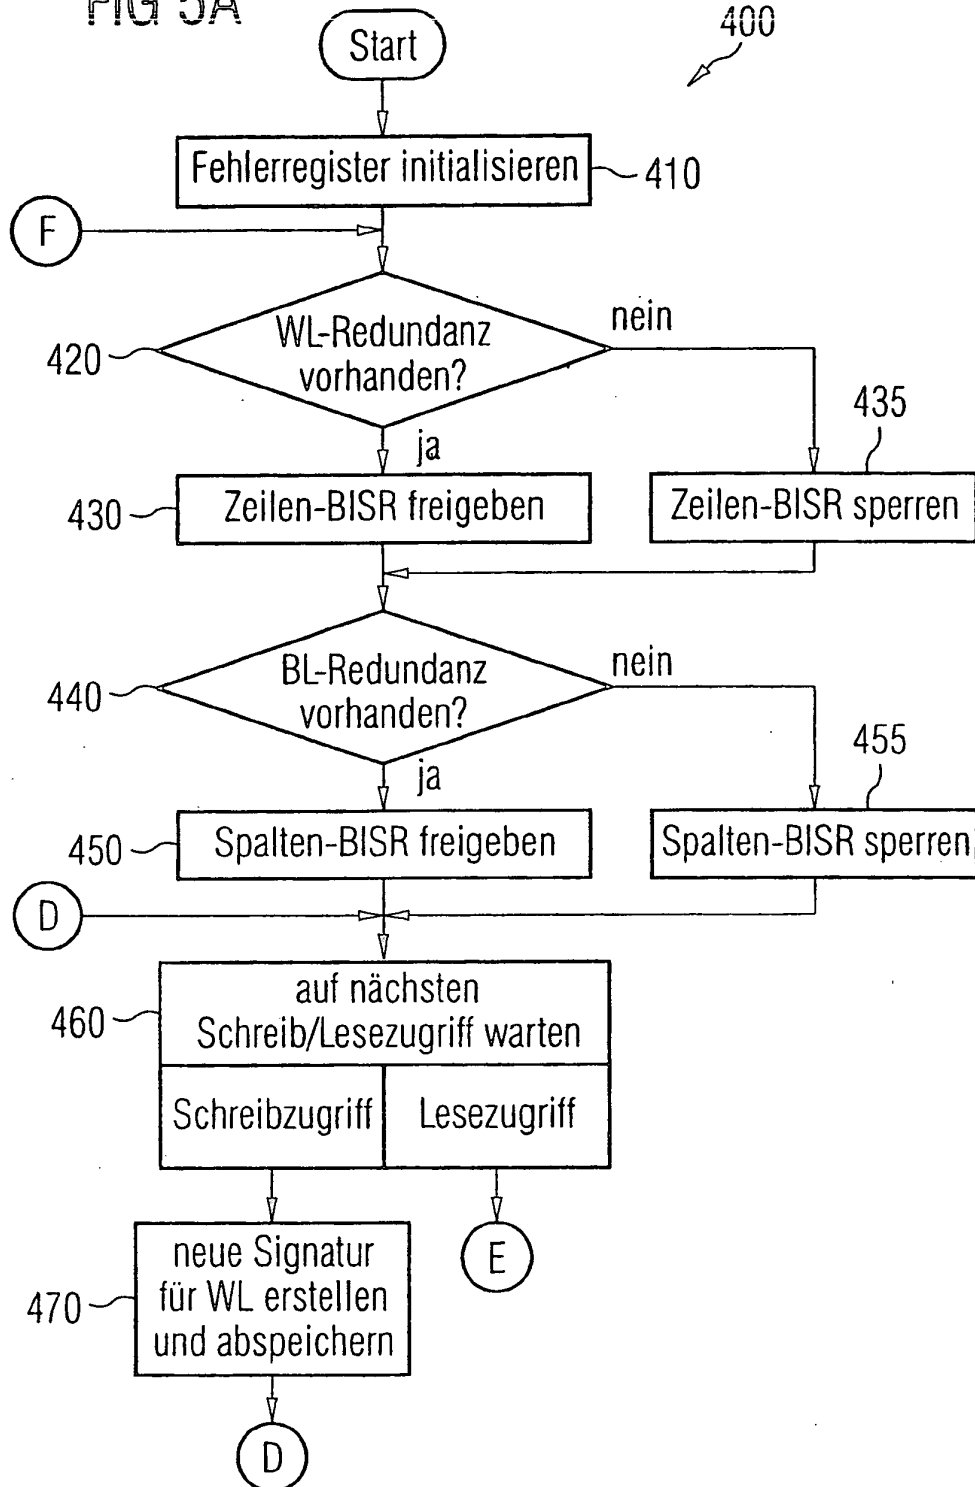 FIG 5A
400
Start
Fehlerregister initialisieren
410
F
WL-Redundanz
vorhanden?
nein
420
435
ja
Zeilen-BISR freigeben
430
Zeilen-BISR sperren
BL-Redundanz
vorhanden?
nein
440
455
ja
Spalten-BISR freigeben
450
Spalten-BISR sperren
D
auf nächsten
Schreib/Lesezugriff warten
460
Schreibzugriff
Lesezugriff
neue Signatur
für WL erstellen
und abspeichern
470
E
D